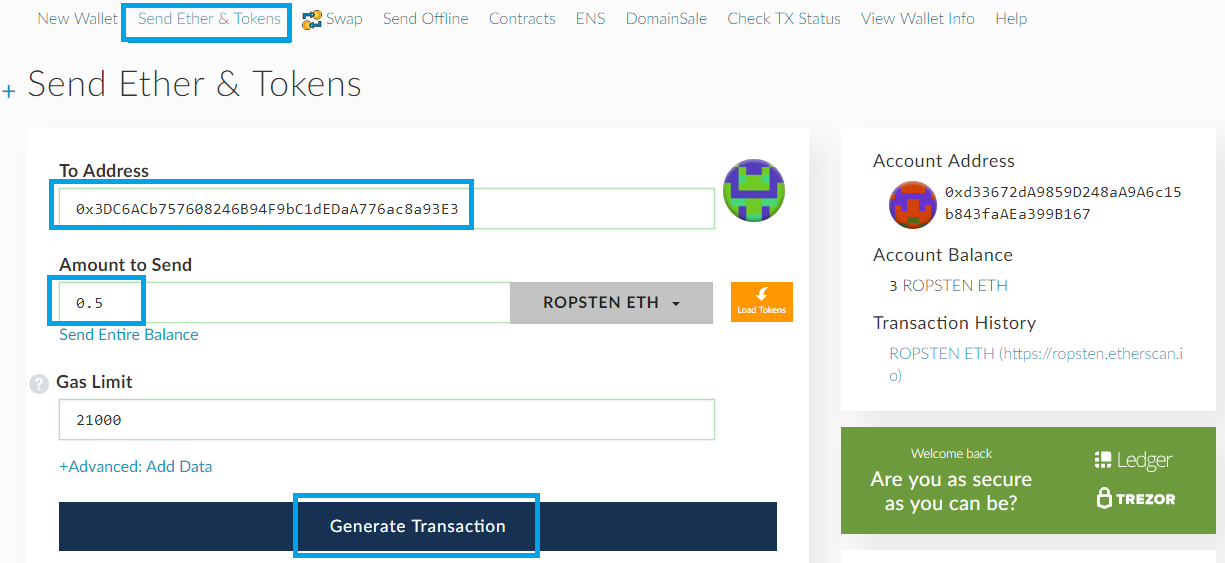 New Wallet Send Ether & Tokens Swap Send Offline Contracts ENS DomainSale Check TX Status View Wallet Info Help
+ Send Ether & Tokens
To Address
0x3DC6ACb757608246B94F9bC1dEDaA776ac8a93E3
Amount to Send
0.5 ROPSTEN ETH
Load Tokens
Send Entire Balance
? Gas Limit
21000
+Advanced: Add Data
Generate Transaction
Account Address
0xd33672dA9859D248aA9A6c15
b843faAEa399B167
Account Balance
3 ROPSTEN ETH
Transaction History
ROPSTEN ETH (https://ropsten.etherscan.i
o)
Welcome back
Are you as secure
as you can be?
Ledger
TREZOR